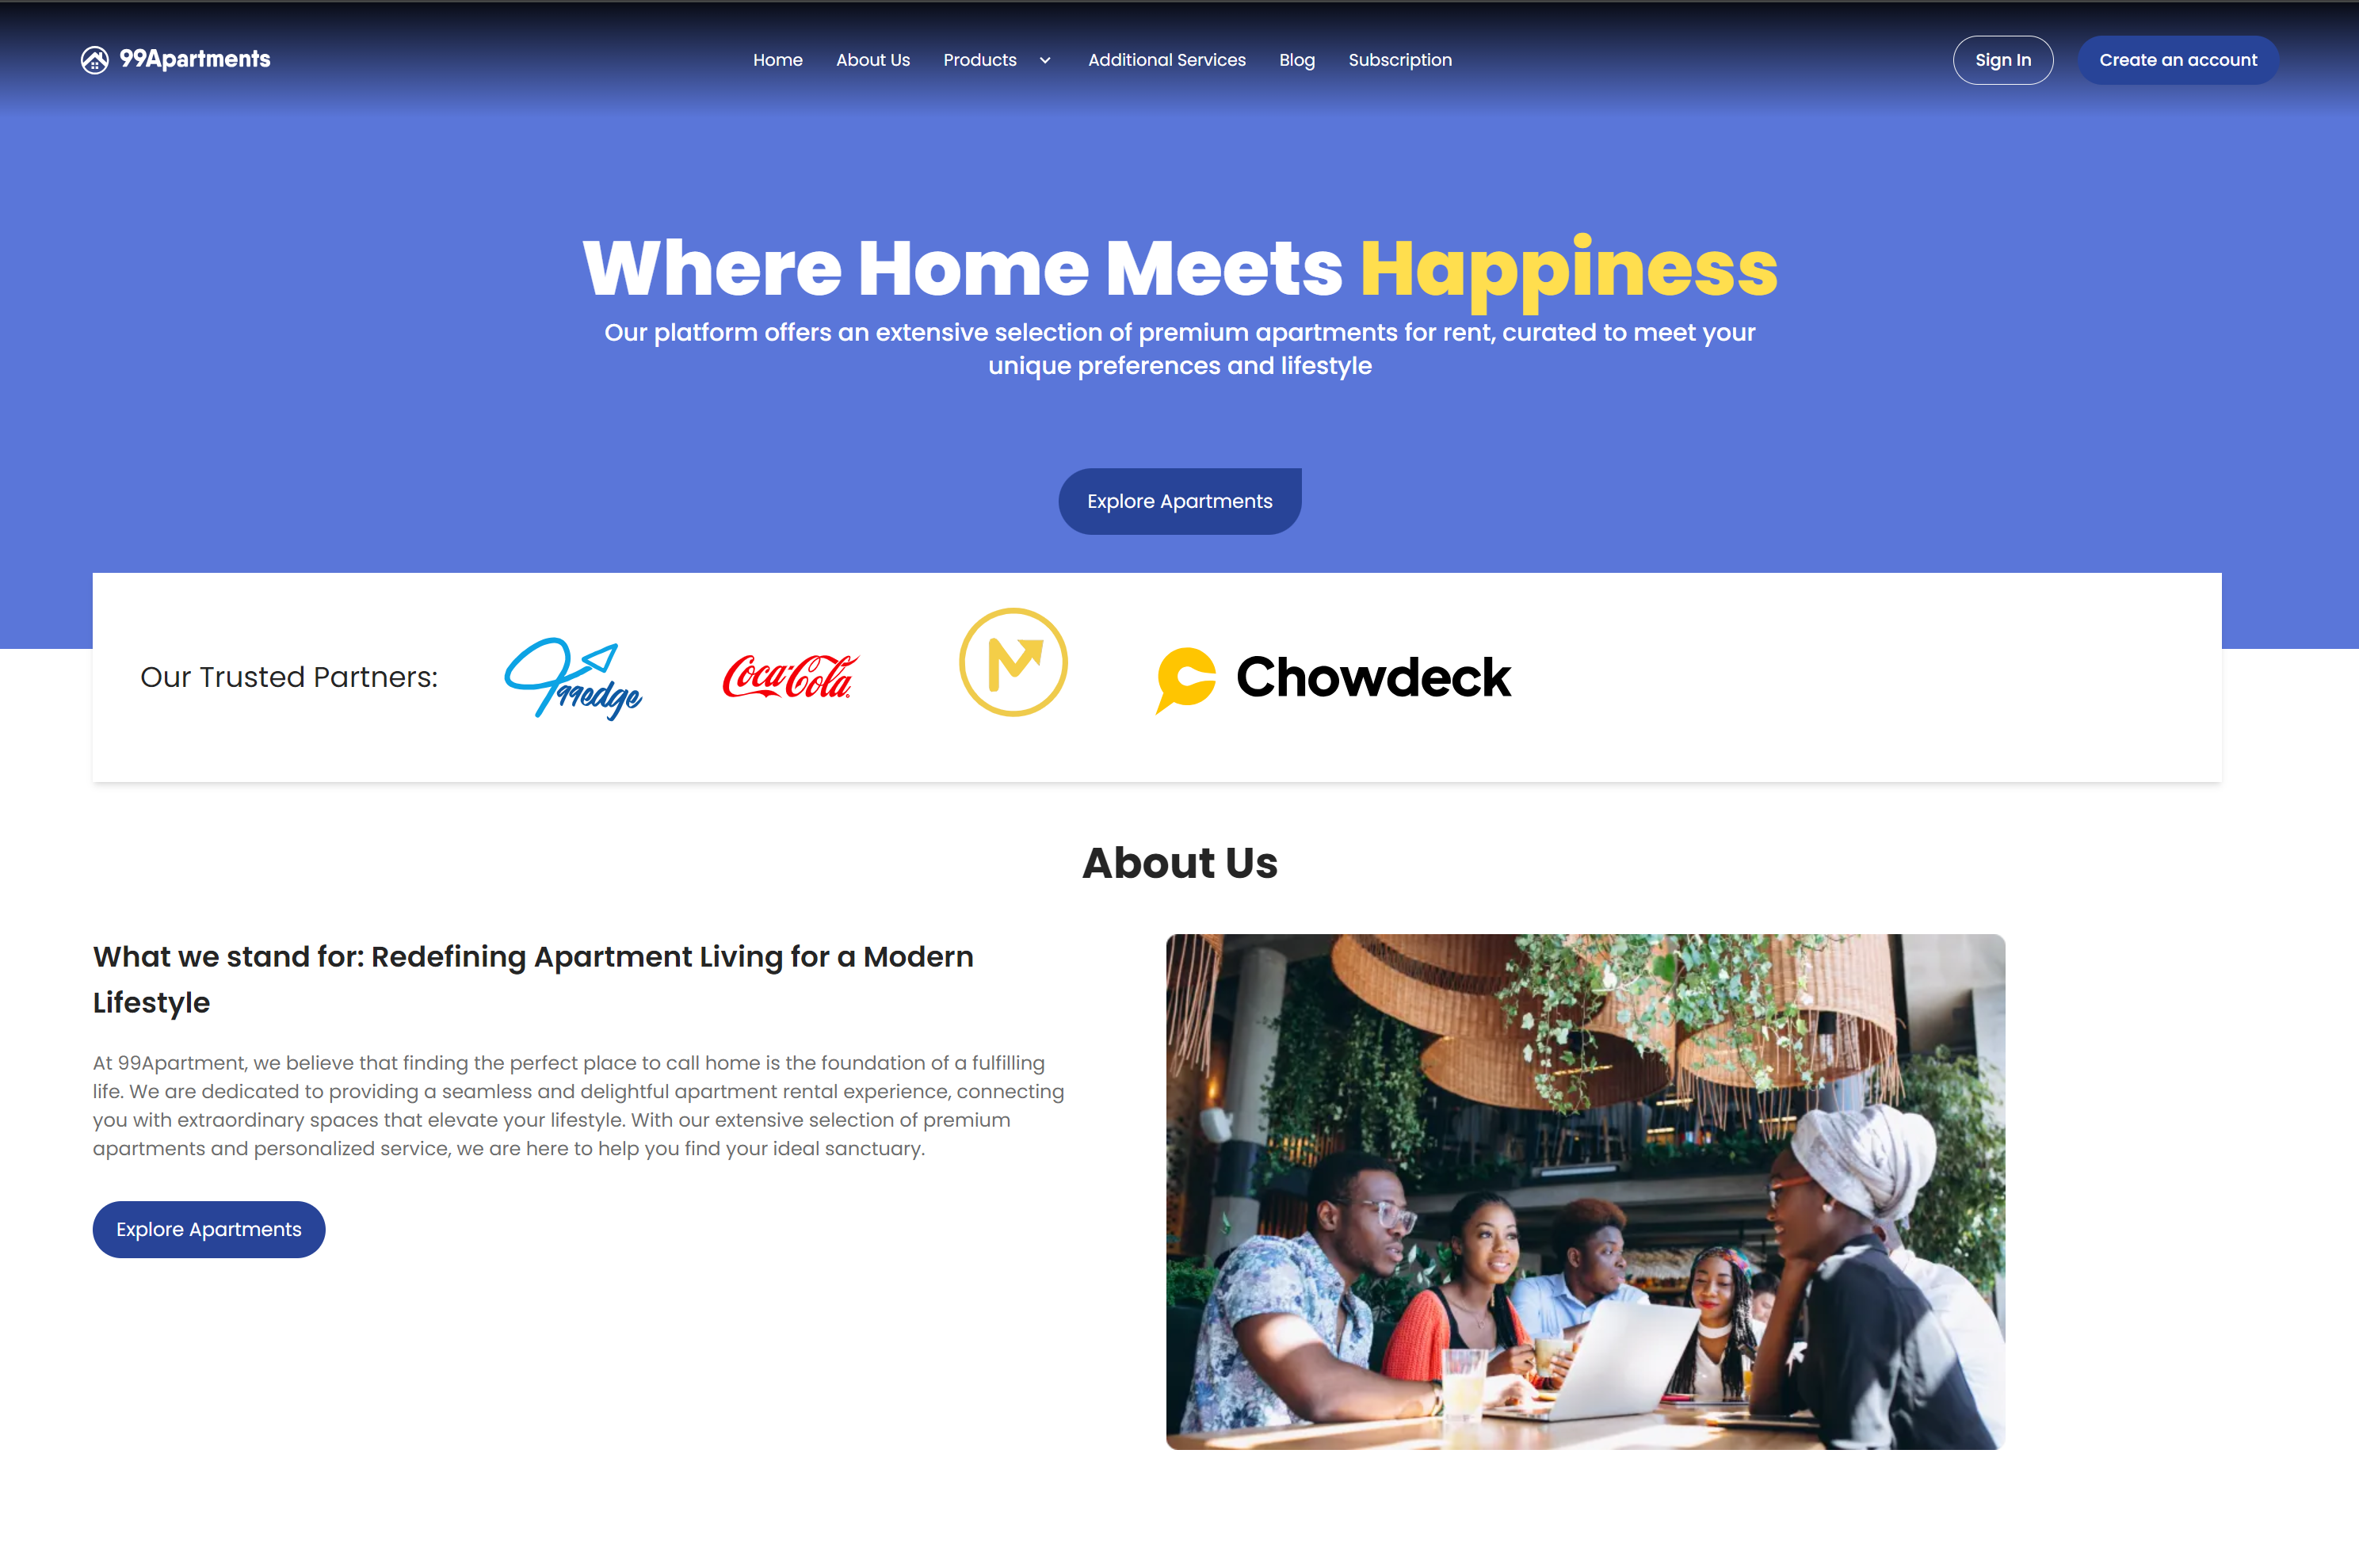 99Apartments
Home About Us Products Additional Services Blog Subscription
Sign In
Create an account
Where Home Meets Happiness
Our platform offers an extensive selection of premium apartments for rent, curated to meet your
unique preferences and lifestyle
Explore Apartments
Our Trusted Partners:
99edge
Coca-Cola
Chowdeck
About Us
What we stand for: Redefining Apartment Living for a Modern
Lifestyle
At 99Apartment, we believe that finding the perfect place to call home is the foundation of a fulfilling
life. We are dedicated to providing a seamless and delightful apartment rental experience, connecting
you with extraordinary spaces that elevate your lifestyle. With our extensive selection of premium
apartments and personalized service, we are here to help you find your ideal sanctuary.
Explore Apartments